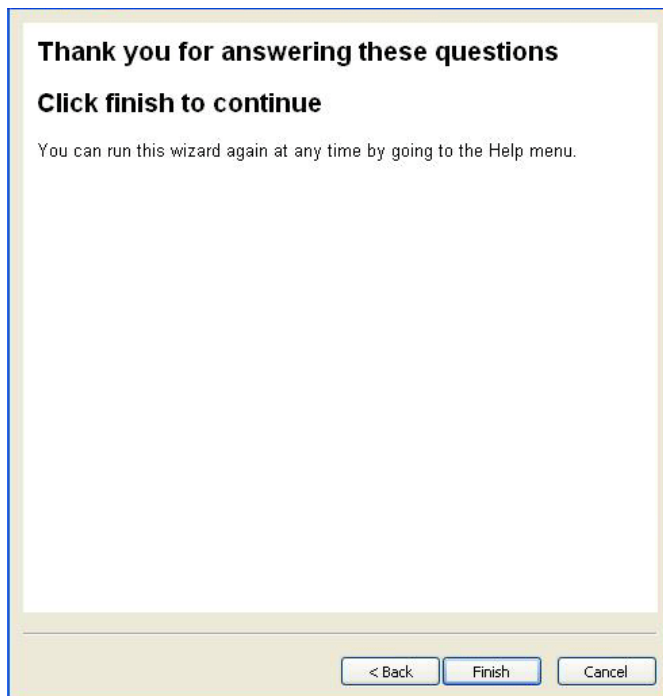 Thank you for answering these questions
Click finish to continue
You can run this wizard again at any time by going to the Help menu.
< Back
Finish
Cancel